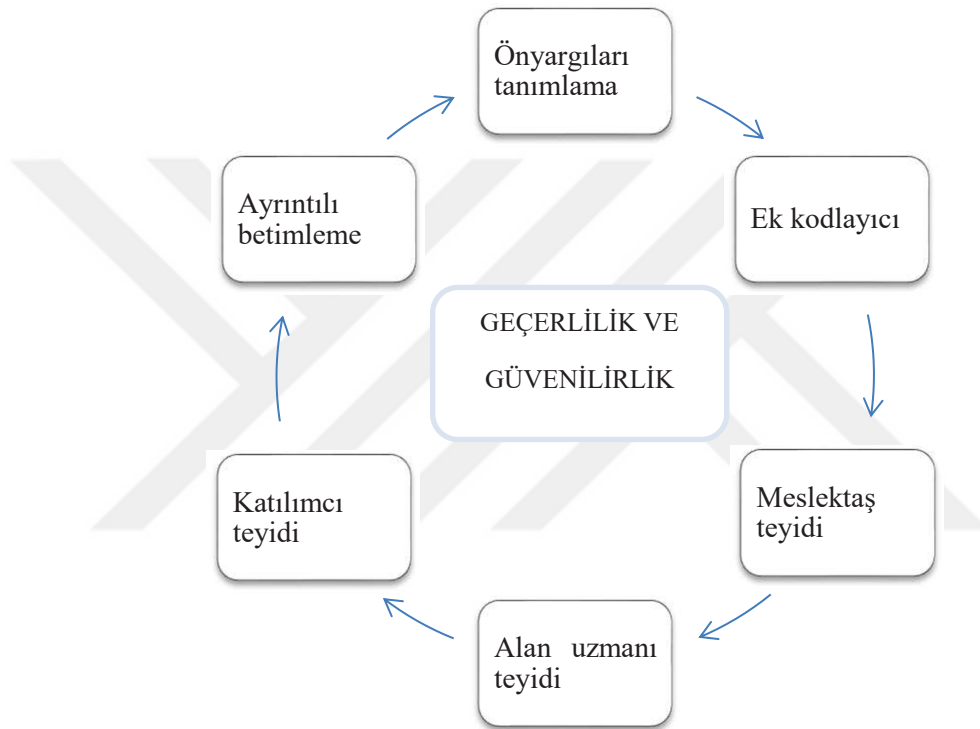 Önyargıları
tanımlama
Ayrıntılı
betimleme
Ek kodlayıcı
GEÇERLİLİK VE
GÜVENİLİRLİK
Katılımcı
teyidi
Meslektaş
teyidi
Alan uzmanı
teyidi